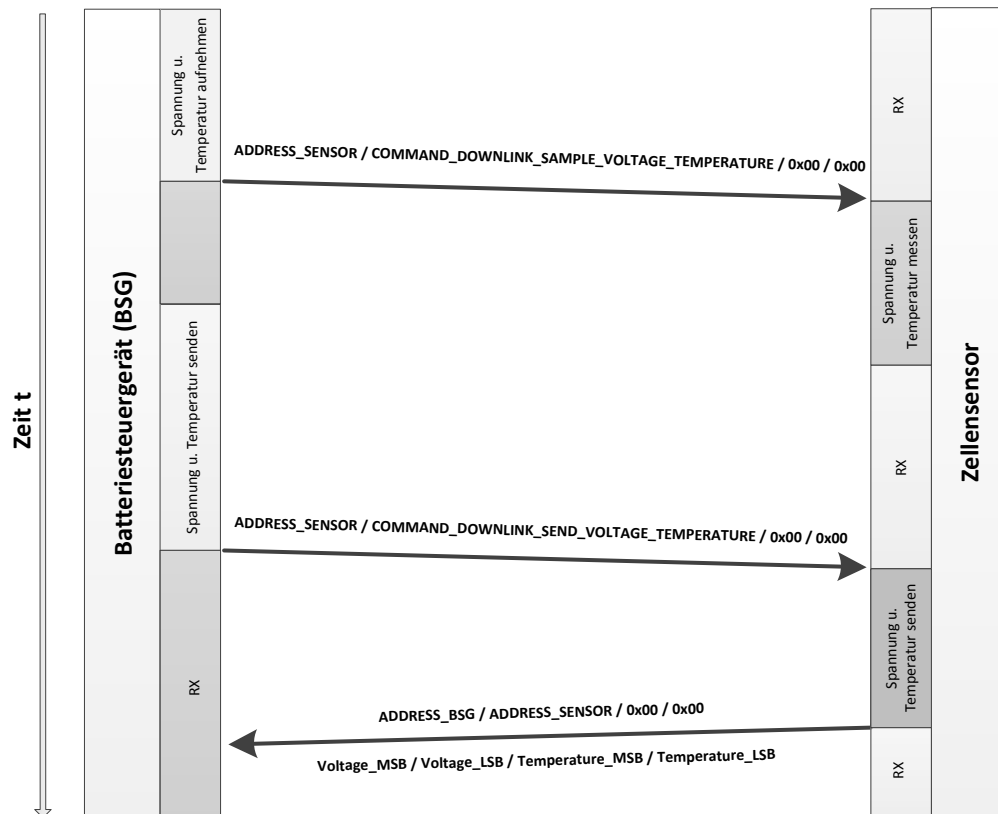 Zeit t
Batteriesteuergerät (BSG)
Spannung u.
Temperatur aufnehmen
RX
ADDRESS_SENSOR / COMMAND_DOWNLINK_SAMPLE_VOLTAGE_TEMPERATURE / 0x00 / 0x00
Spannung u.
Temperatur messen
Spannung u. Temperatur senden
RX
Zellensensor
ADDRESS_SENSOR / COMMAND_DOWNLINK_SEND_VOLTAGE_TEMPERATURE / 0x00 / 0x00
Spannung u.
Temperatur senden
RX
ADDRESS_BSG / ADDRESS_SENSOR / 0x00 / 0x00
Voltage_MSB / Voltage_LSB / Temperature_MSB / Temperature_LSB
RX